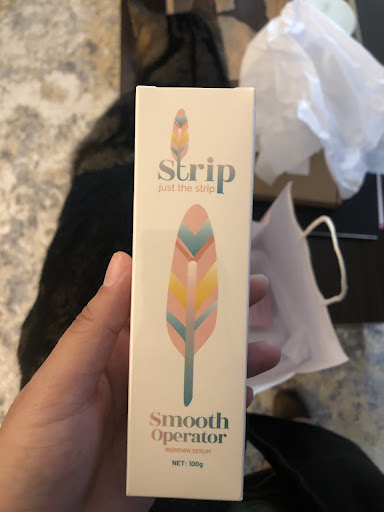 Strip
just the strip
Smooth
Operator
INGROWN SERUM
NET: 100g